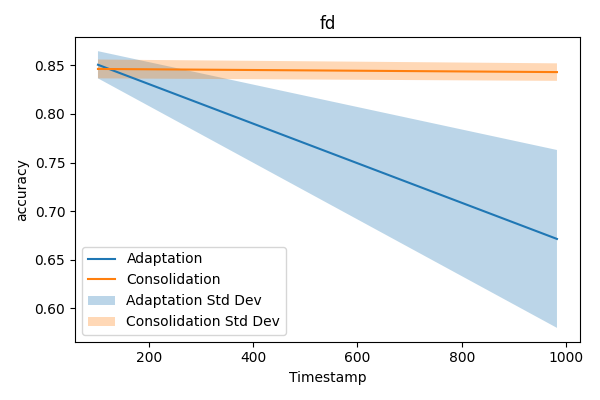 fd
accuracy
0.85
0.80
0.75
0.70
0.65
0.60
Adaptation
Consolidation
Adaptation Std Dev
Consolidation Std Dev
200
400
600
800
1000
Timestamp